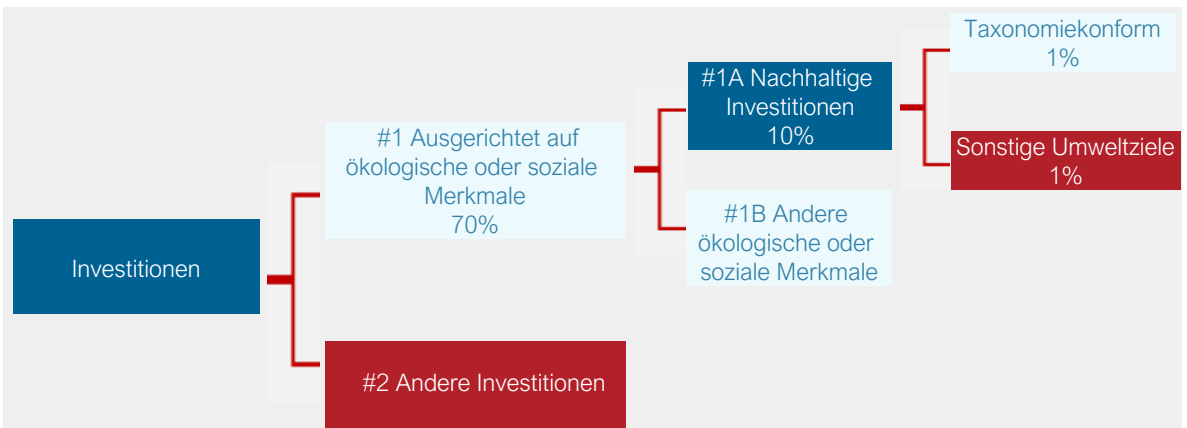 Investitionen
#1 Ausgerichtet auf
ökologische oder soziale
Merkmale
70%
#2 Andere Investitionen
#1A Nachhaltige
Investitionen
10%
#1B Andere
ökologische oder
soziale Merkmale
Taxonomiekonform
1%
Sonstige Umweltziele
1%